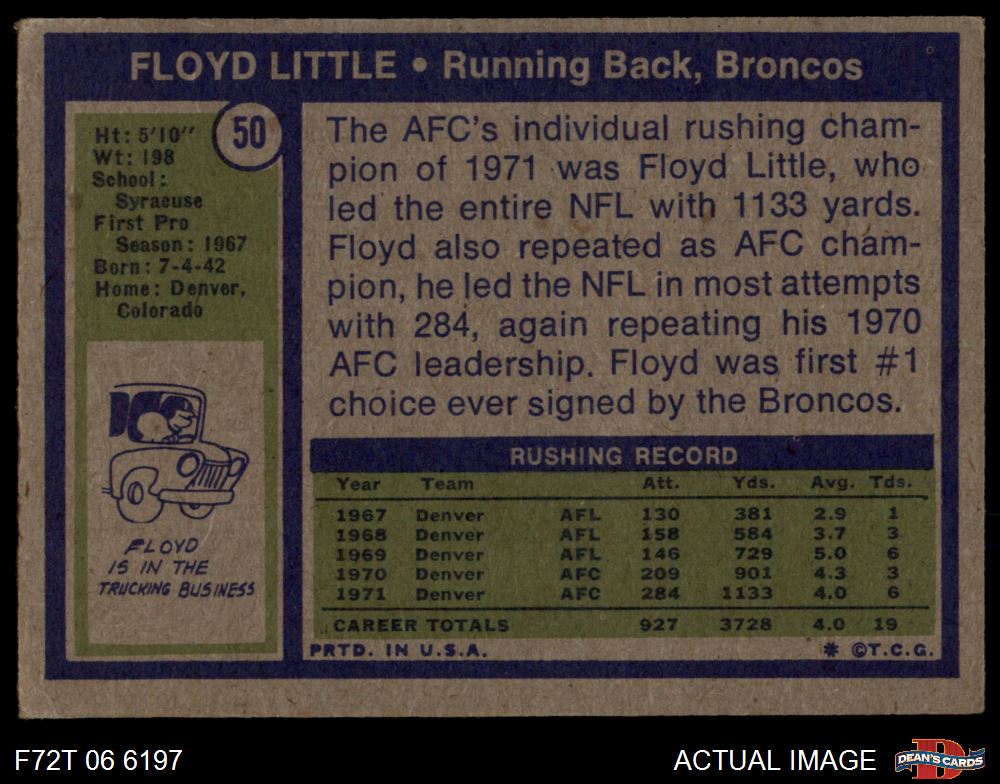 FLOYD LITTLE • Running Back, Broncos
50
Ht: 5'10"
Wt: 198
School:
Syracuse
First Pro
Season: 1967
Born: 7-4-42
Home: Denver,
Colorado
FLOYD
IS IN THE
TRUCKING BUSINESS
The AFC's individual rushing cham-
pion of 1971 was Floyd Little, who
led the entire NFL with 1133 yards.
Floyd also repeated as AFC cham-
pion, he led the NFL in most attempts
with 284, again repeating his 1970
AFC leadership. Floyd was first #1
choice ever signed by the Broncos.
RUSHING RECORD
Year Team Att. Yds. Avg. Tds.
1967 Denver AFL 130 381 2.9 1
1968 Denver AFL 158 584 3.7 3
1969 Denver AFL 146 729 5.0 6
1970 Denver AFC 209 901 4.3 3
1971 Denver AFC 284 1133 4.0 6
CAREER TOTALS 927 3728 4.0 19
PRTD. IN U.S.A. * ©T.C.G.
F72T 06 6197 ACTUAL IMAGE
DEAN'S CARDS